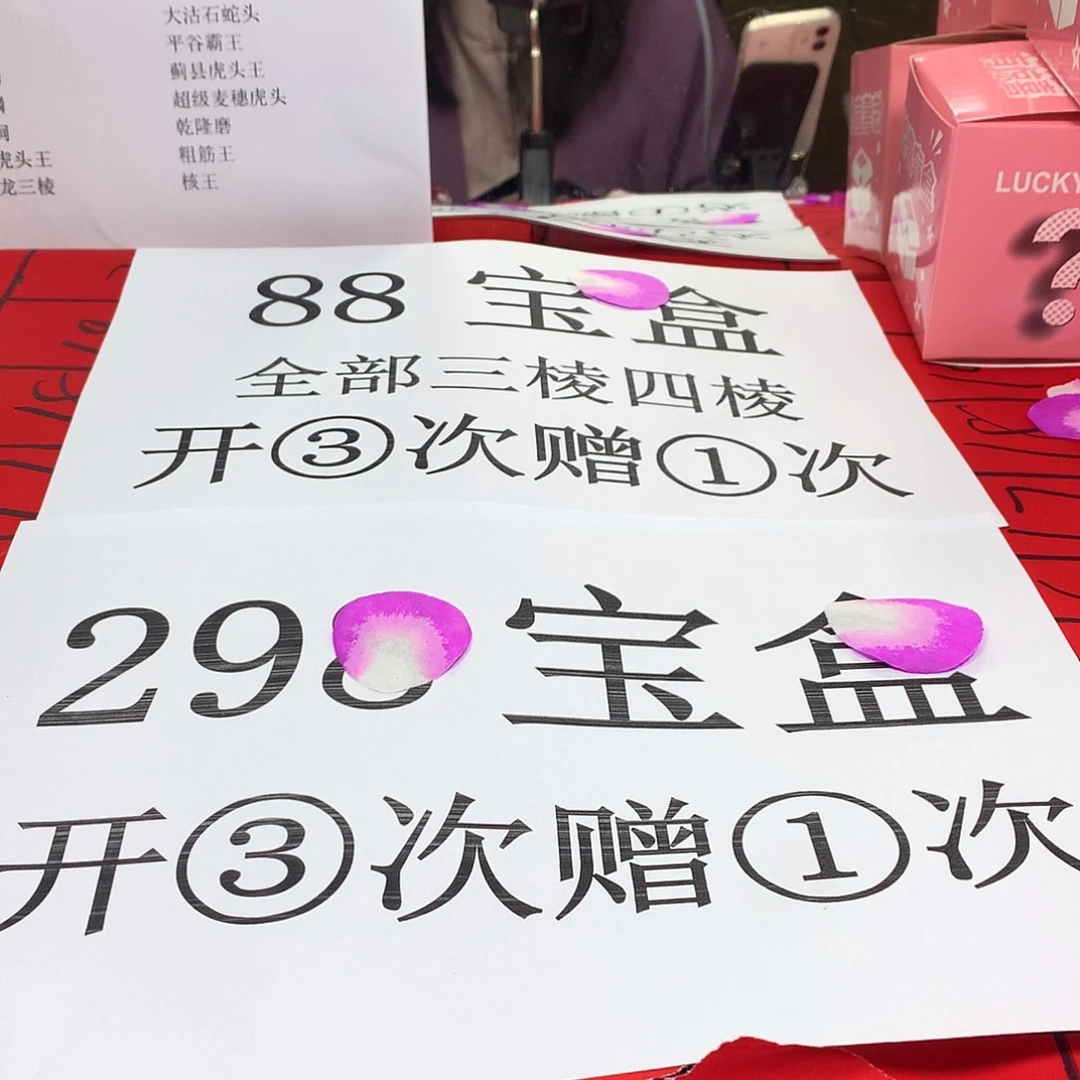 大沽石蛇头
平谷霸王
蓟县虎头王
超级麦穗虎头
乾隆磨
粗筋王
核王
虎头王
龙三棱
LUCKY
?
88 宝盒
全部三棱四棱
开③次赠①次
298 宝盒
开③次赠①次